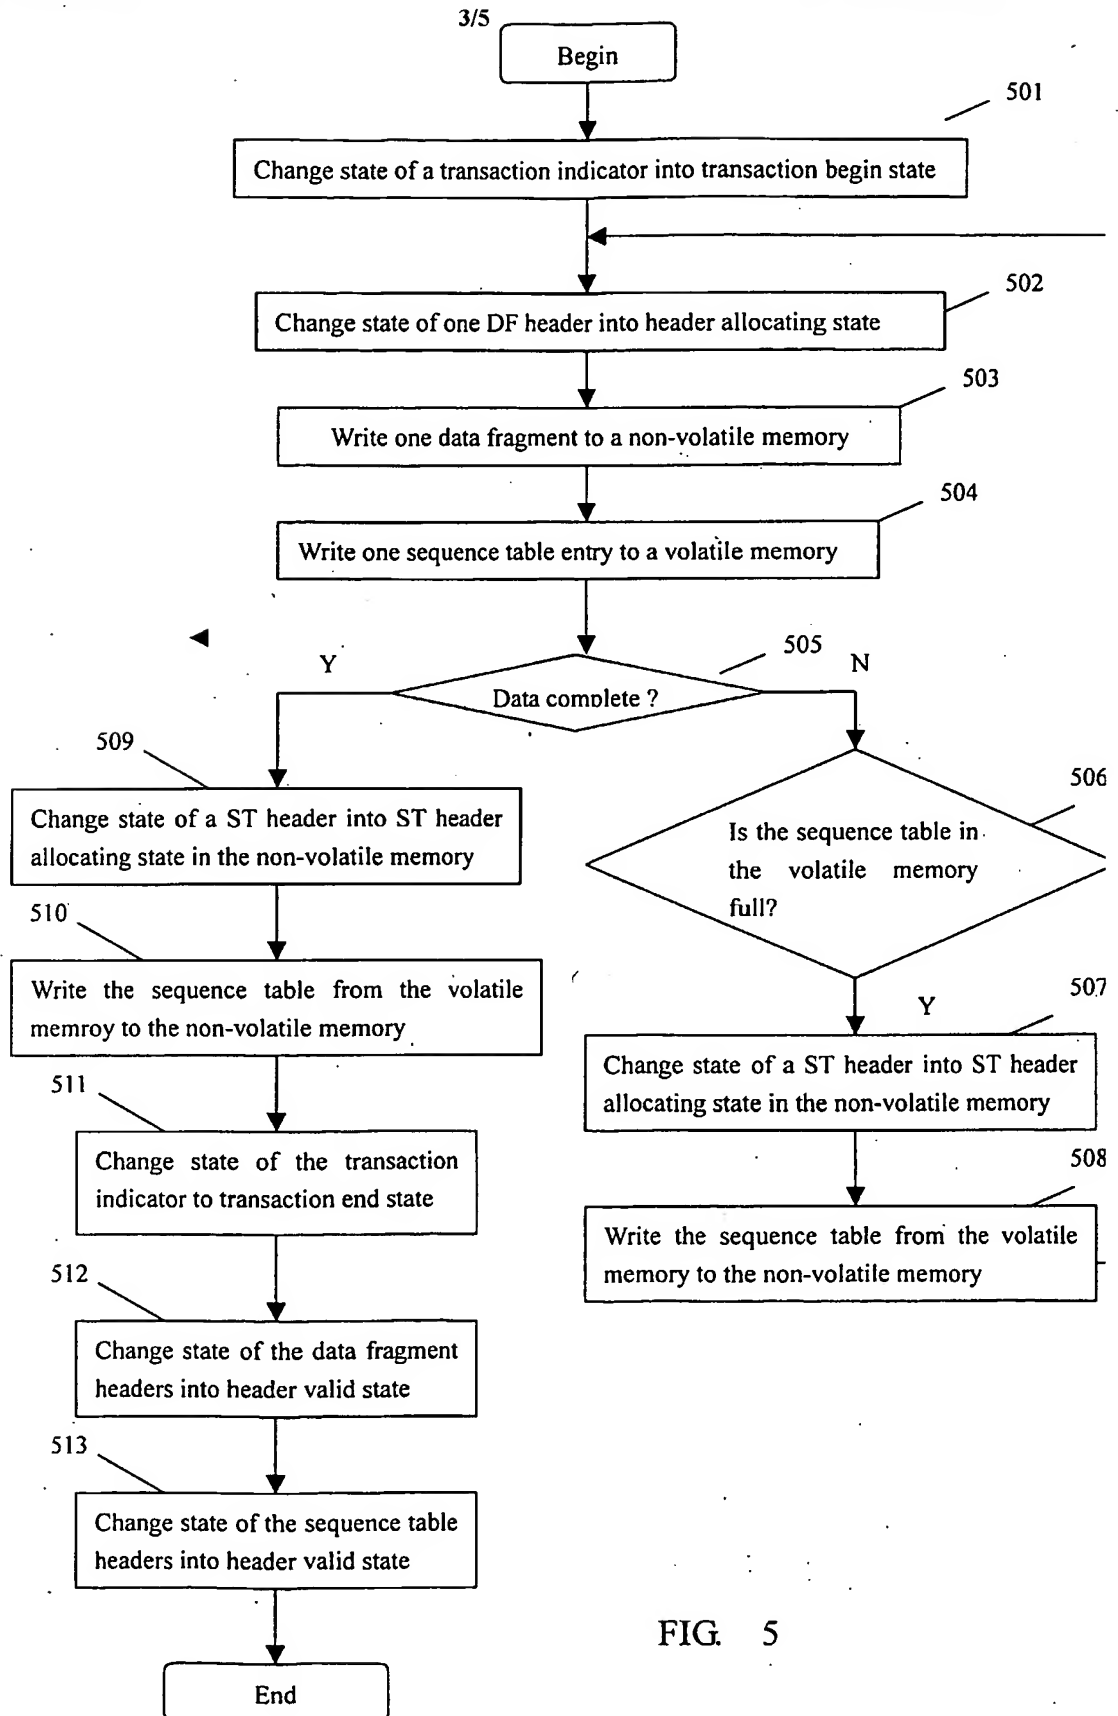 3/5
Begin
501
Change state of a transaction indicator into transaction begin state
502
Change state of one DF header into header allocating state
503
Write one data fragment to a non-volatile memory
504
Write one sequence table entry to a volatile memory
505
Y
N
Data complete ?
509
Change state of a ST header into ST header
allocating state in the non-volatile memory
506
Is the sequence table in
the volatile memory
full?
510
Write the sequence table from the volatile
memroy to the non-volatile memory
Y
507
Change state of a ST header into ST header
allocating state in the non-volatile memory
511
Change state of the transaction
indicator to transaction end state
508
Write the sequence table from the volatile
memory to the non-volatile memory
512
Change state of the data fragment
headers into header valid state
513
Change state of the sequence table
headers into header valid state
End
FIG. 5